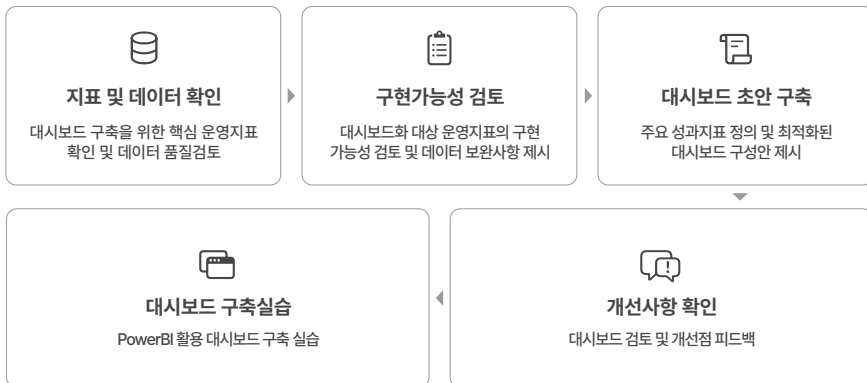 지표 및 데이터 확인
대시보드 구축을 위한 핵심 운영지표
확인 및 데이터 품질검토
구현가능성 검토
대시보드화 대상 운영지표의 구현
가능성 검토 및 데이터 보완사항 제시
대시보드 초안 구축
주요 성과지표 정의 및 최적화된
대시보드 구성안 제시
개선사항 확인
대시보드 검토 및 개선점 피드백
대시보드 구축실습
PowerBI 활용 대시보드 구축 실습